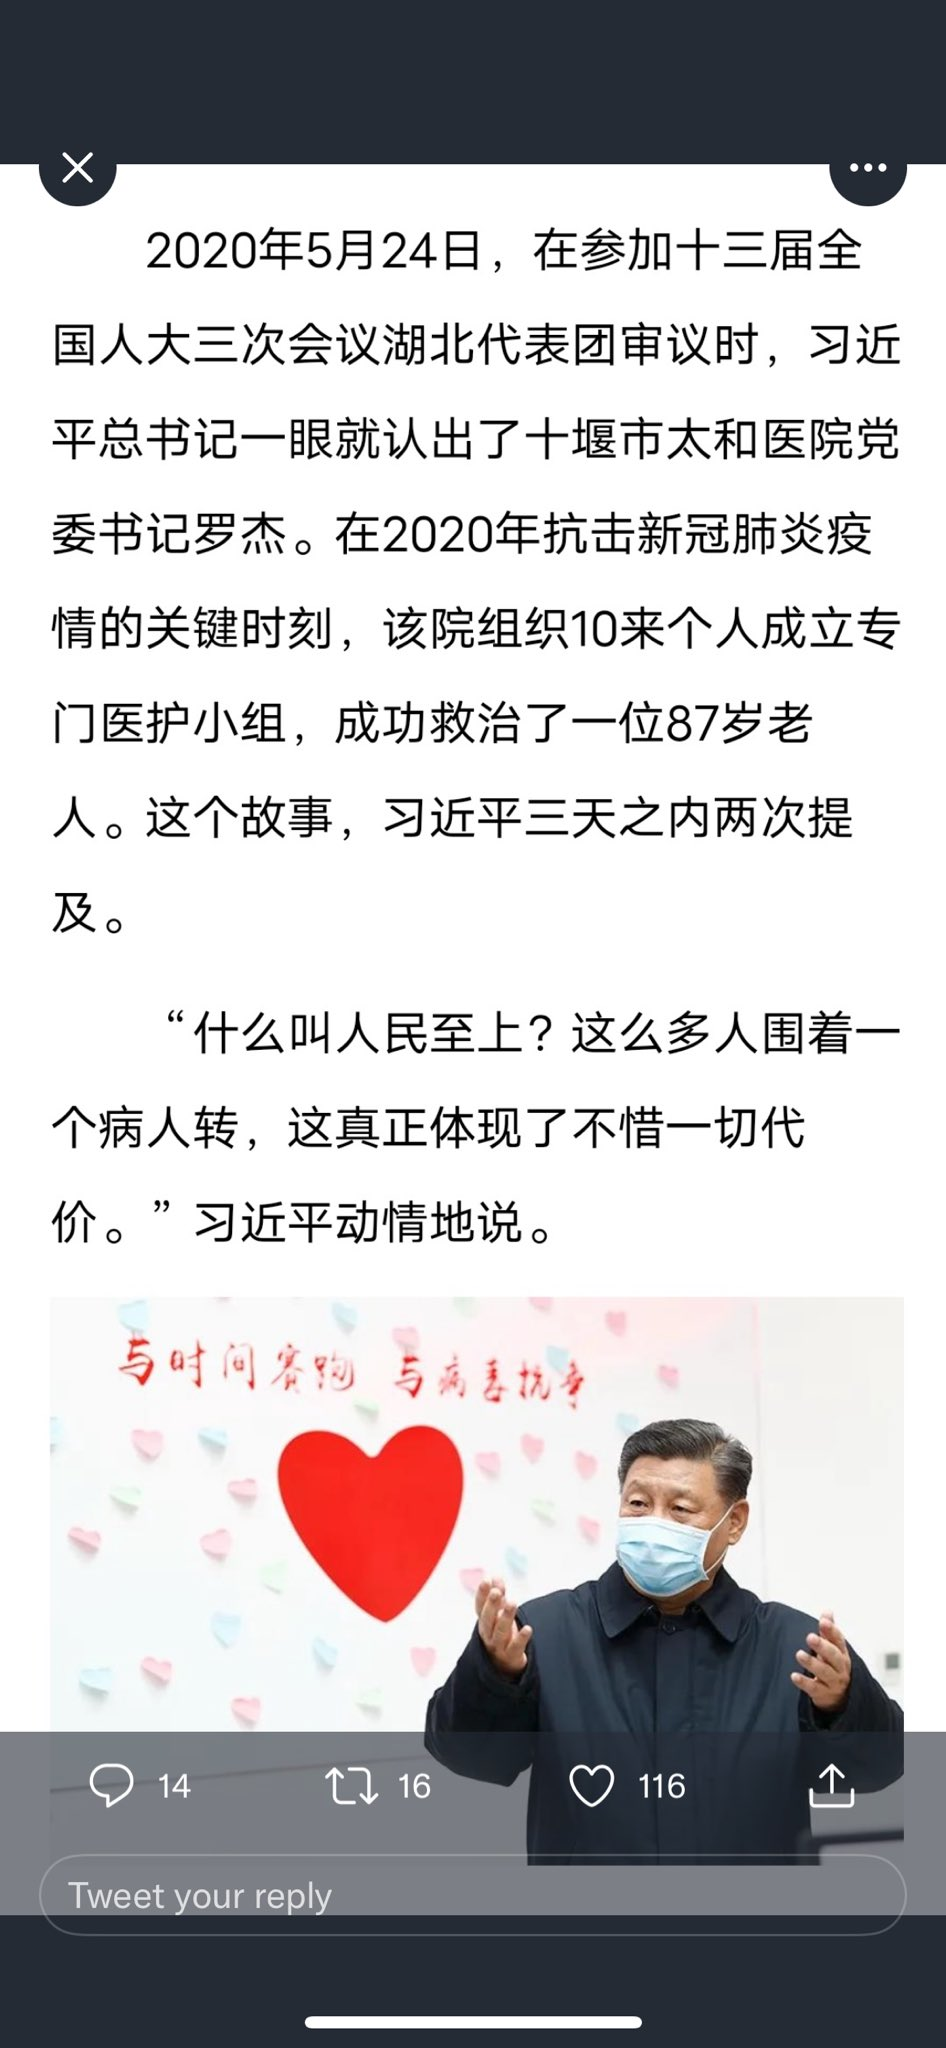 2020年5月24日，在参加十三届全
国人大三次会议湖北代表团审议时，习近
平总书记一眼就认出了十堰市太和医院党
委书记罗杰。在2020年抗击新冠肺炎疫
情的关键时刻，该院组织10来个人成立专
门医护小组，成功救治了一位87岁老
人。这个故事，习近平三天之内两次提
及。
“什么叫人民至上？这么多人围着一
个病人转，这真正体现了不惜一切代
价。”习近平动情地说。
与时间赛跑 与病毒抗争
14 16 116
Tweet your reply